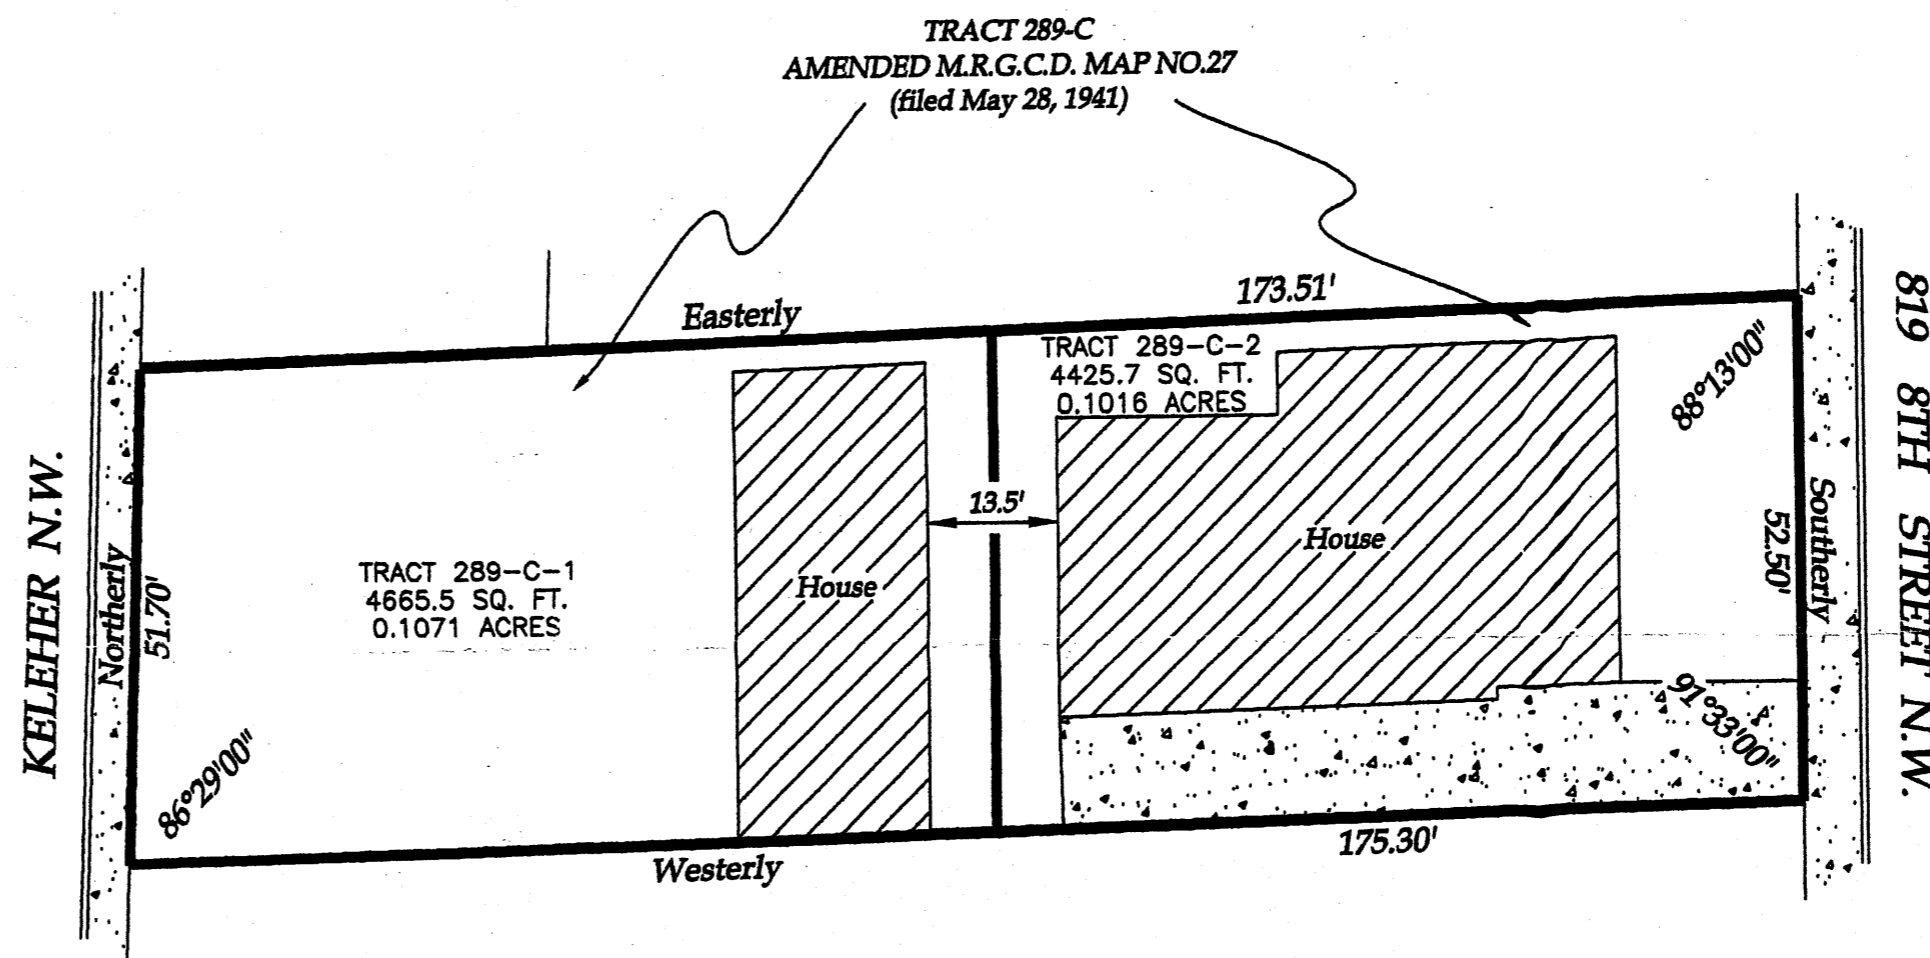 TRACT 289-C
AMENDED M.R.G.C.D. MAP NO.27
(filed May 28, 1941)
Easterly
173.51'
TRACT 289-C-2
4425.7 SQ. FT.
0.1016 ACRES
88°13'00"
819 8TH STREET N.W.
KELEHER N.W.
Northerly
51.70'
TRACT 289-C-1
4665.5 SQ. FT.
0.1071 ACRES
House
13.5'
House
Southerly
52.50'
86°29'00"
91°33'00"
Westerly
175.30'